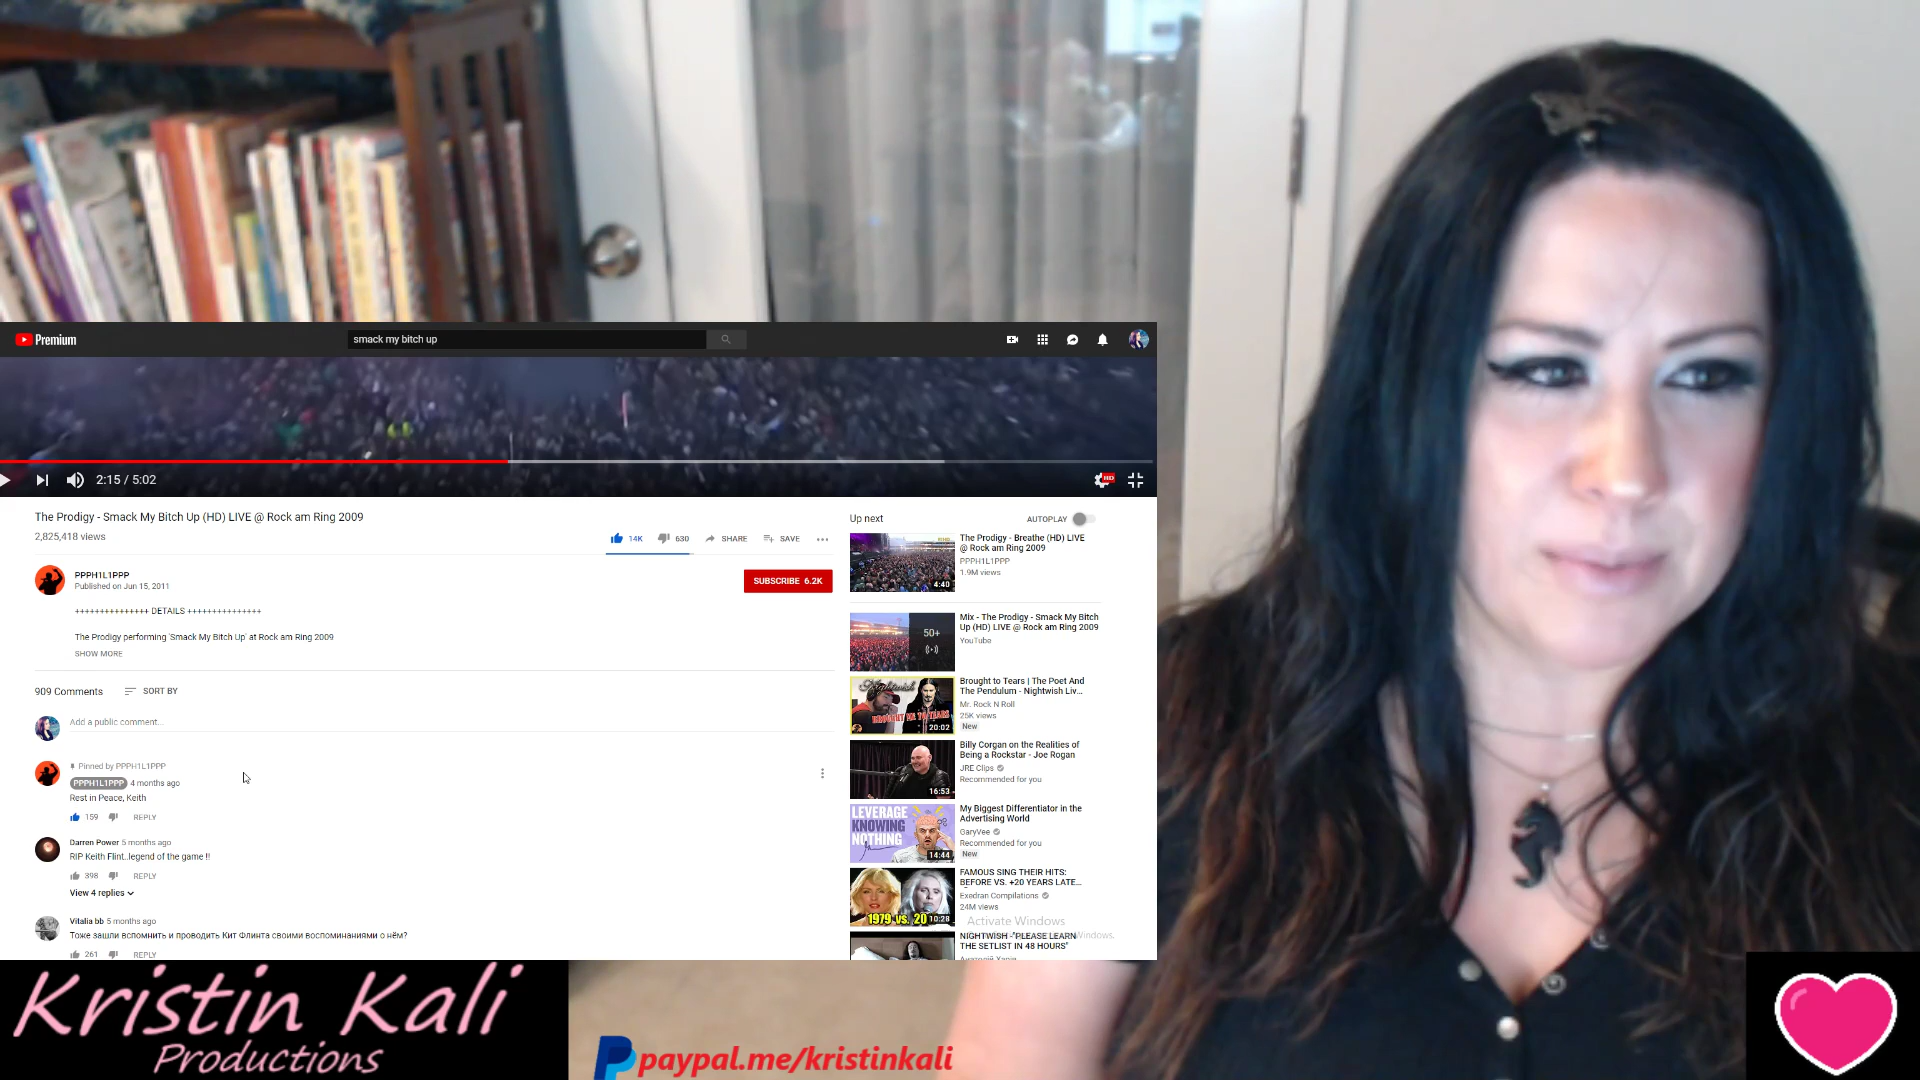 Premium
smack my bitch up
2:15 / 5:02
HD
The Prodigy - Smack My Bitch Up (HD) LIVE @ Rock am Ring 2009
2,825,418 views
14K
630
SHARE
SAVE
PPPH1L1PPP
Published on Jun 15, 2011
SUBSCRIBE 6.2K
+++++++++++++++ DETAILS +++++++++++++++
The Prodigy performing 'Smack My Bitch Up' at Rock am Ring 2009
SHOW MORE
909 Comments
SORT BY
Add a public comment...
Pinned by PPPH1L1PPP
PPPH1L1PPP 4 months ago
Rest in Peace, Keith
159
REPLY
Darren Power 5 months ago
RIP Keith Flint..legend of the game !!
398
REPLY
View 4 replies
Vitalia bb 5 months ago
Тоже зашли вспомнить и проводить Кит Флинта своими воспоминаниями о нём?
261
REPLY
Up next
AUTOPLAY
4:40
The Prodigy - Breathe (HD) LIVE
@ Rock am Ring 2009
PPPH1L1PPP
1.9M views
50+
Mix - The Prodigy - Smack My Bitch
Up (HD) LIVE @ Rock am Ring 2009
YouTube
Nightwish
BROUGHT ME TO TEARS
20:02
Brought to Tears | The Poet And
The Pendulum - Nightwish Liv...
Mr. Rock N Roll
25K views
New
16:53
Billy Corgan on the Realities of
Being a Rockstar - Joe Rogan
JRE Clips
Recommended for you
LEVERAGE
KNOWING
NOTHING
14:44
My Biggest Differentiator in the
Advertising World
GaryVee
Recommended for you
New
1979 vs. 20
10:28
FAMOUS SING THEIR HITS:
BEFORE VS. +20 YEARS LATE...
Exedran Compilations
24M views
Activate Windows
NIGHTWISH - "PLEASE LEARN
THE SETLIST IN 48 HOURS"
Windows.
Kristin Kali
Productions
paypal.me/kristinkali